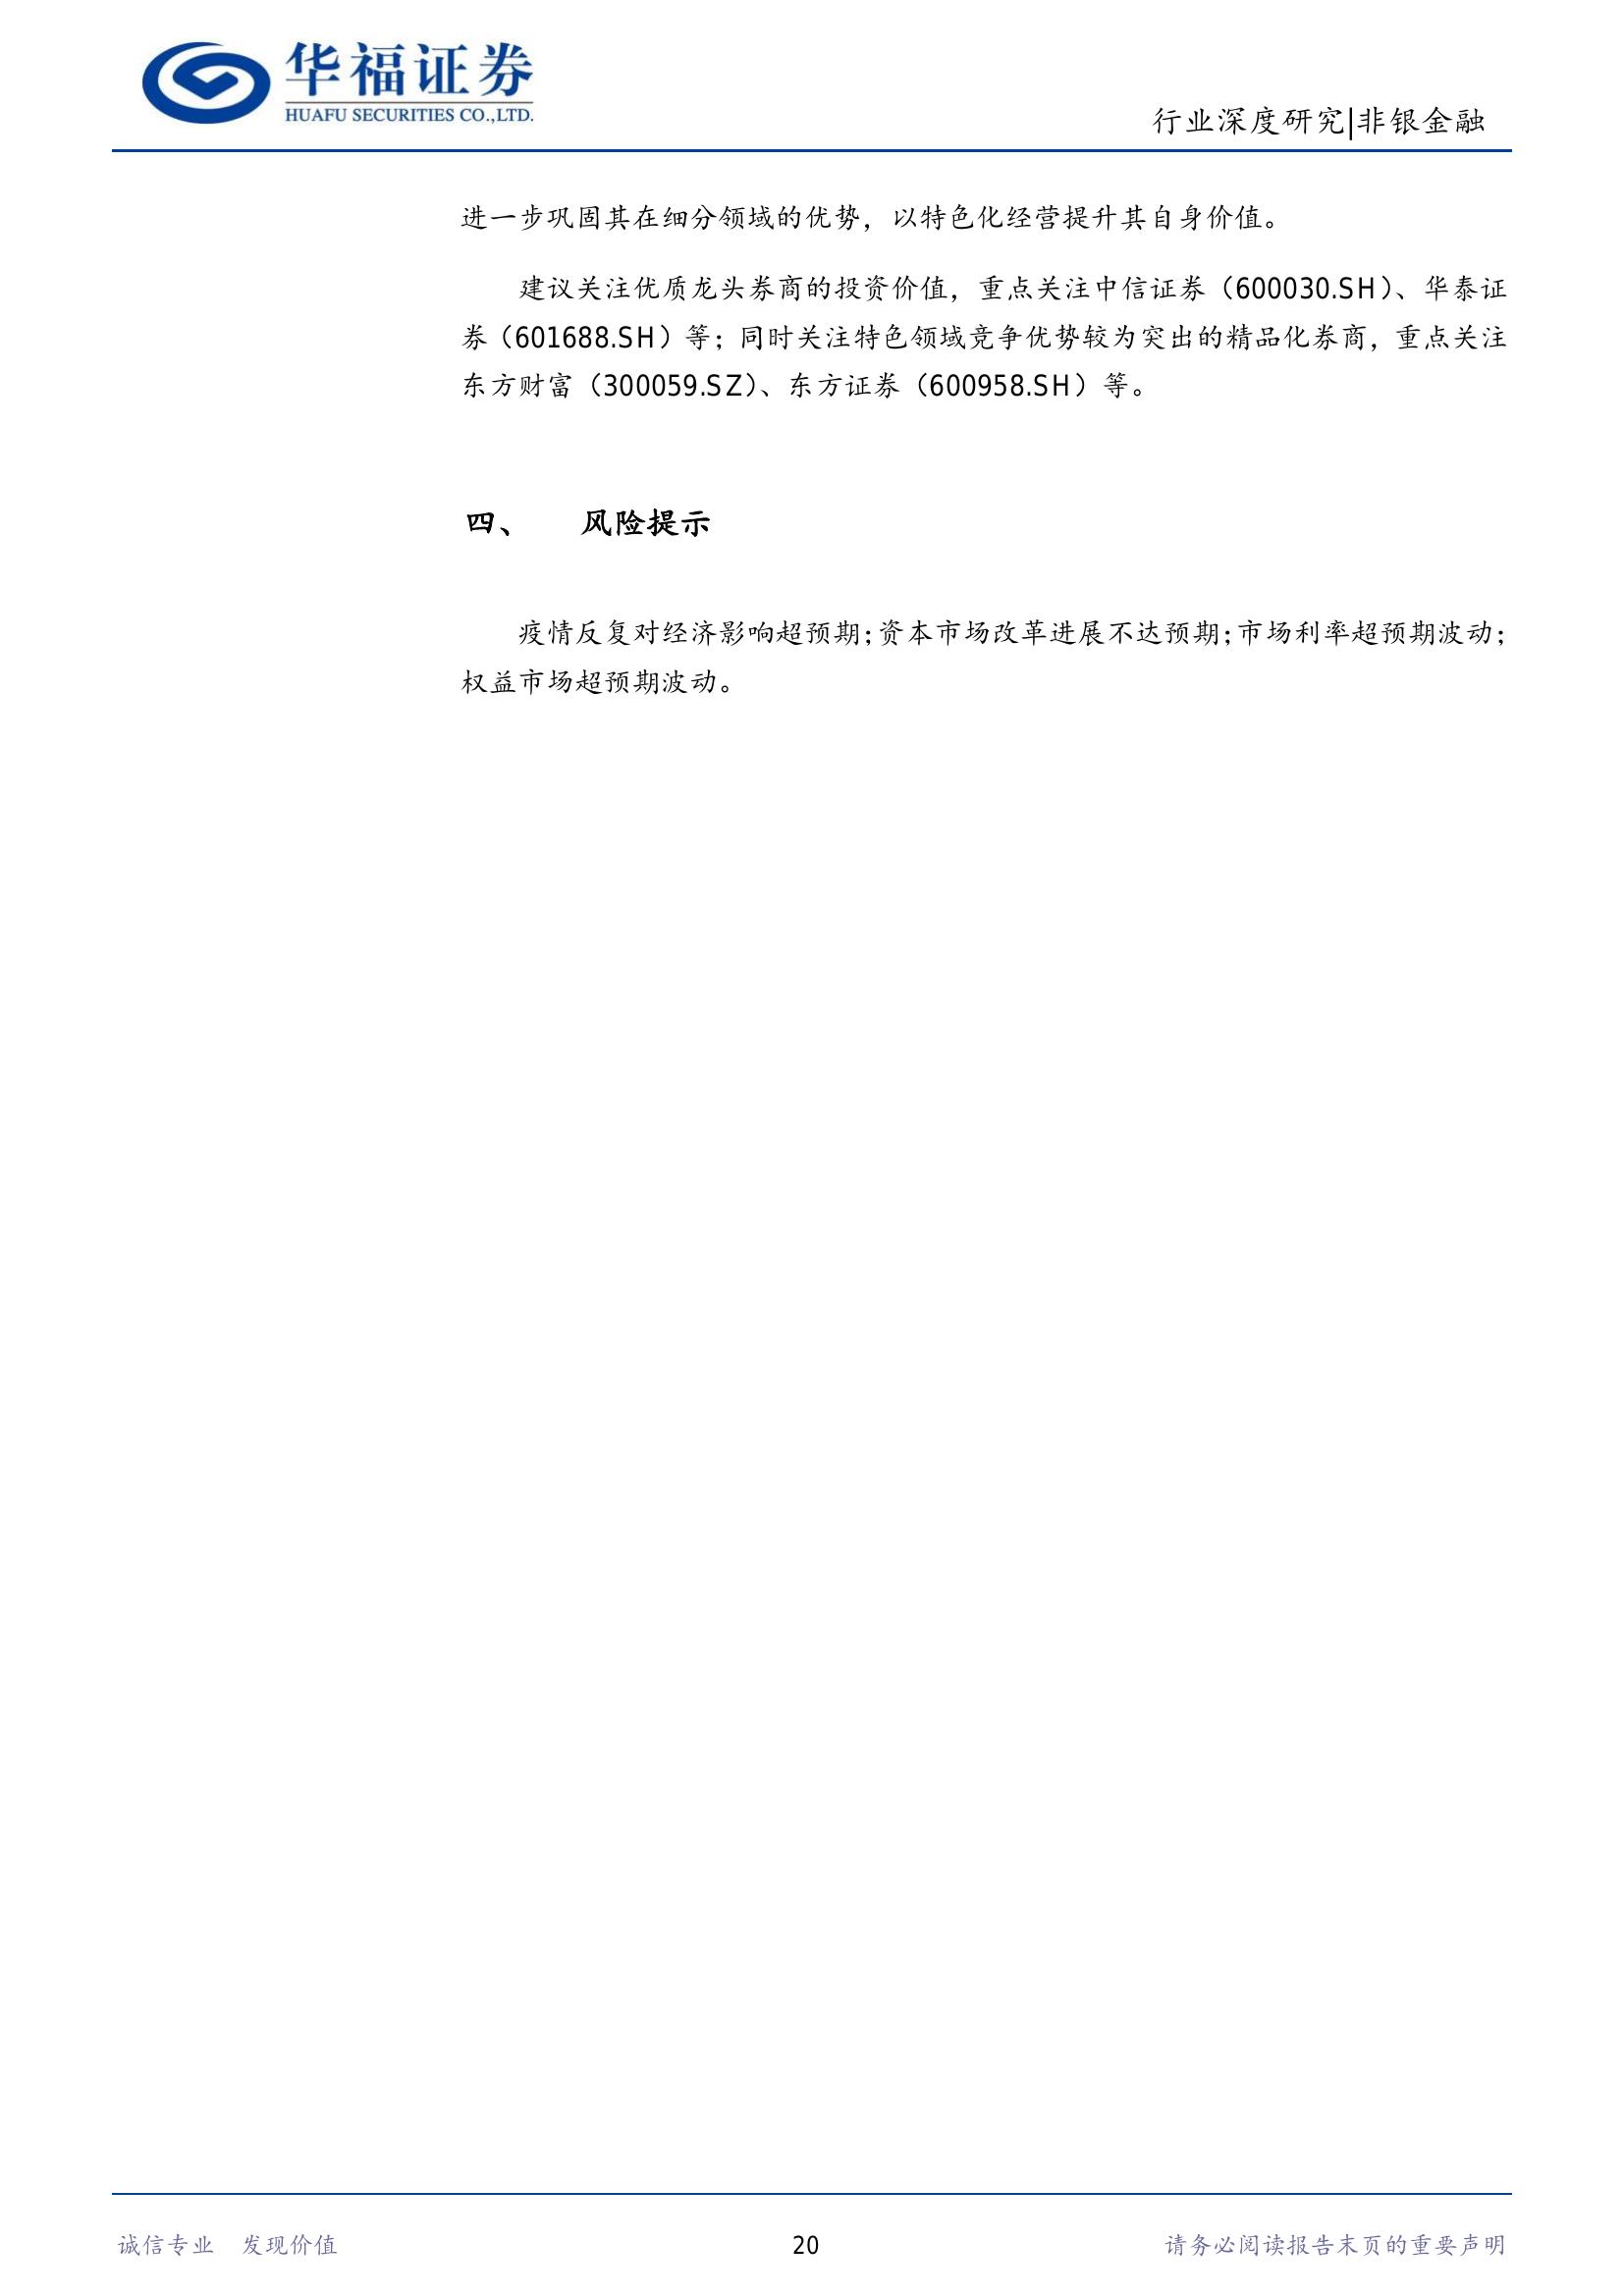 华福证券
HUAFU SECURITIES CO.,LTD.
行业深度研究|非银金融
进一步巩固其在细分领域的优势，以特色化经营提升其自身价值。
建议关注优质龙头券商的投资价值，重点关注中信证券（600030.SH）、华泰证
券（601688.SH）等；同时关注特色领域竞争优势较为突出的精品化券商，重点关注
东方财富（300059.SZ）、东方证券（600958.SH）等。
四、 风险提示
疫情反复对经济影响超预期；资本市场改革进展不达预期；市场利率超预期波动；
权益市场超预期波动。
诚信专业 发现价值
20
请务必阅读报告末页的重要声明